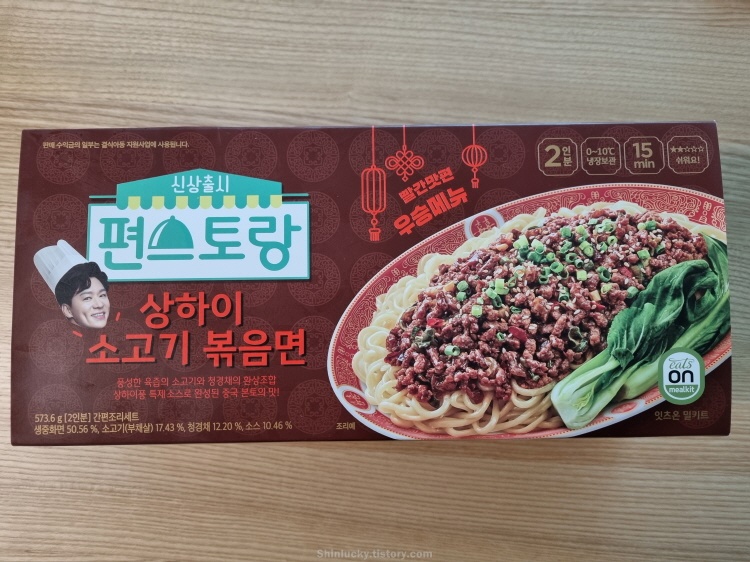 판매 수익금의 일부는 결식아동 지원사업에 사용됩니다.
신상출시
편스토랑
빨간맛편
우승메뉴
2인분
0~10℃
냉장보관
15
min
★★☆☆☆
쉬워요!
상하이
소고기 볶음면
풍성한 육즙의 소고기와 청경채의 환상조합
상하이풍 특제 소스로 완성된 중국 본토의 맛!
573.6 g [2인분] 간편조리세트
생중화면 50.56 %, 소고기(부채살) 17.43 %, 청경채 12.20 %, 소스 10.46 %
조리예
eats
on
mealkit
잇츠온 밀키트
Shinlucky.tistory.com